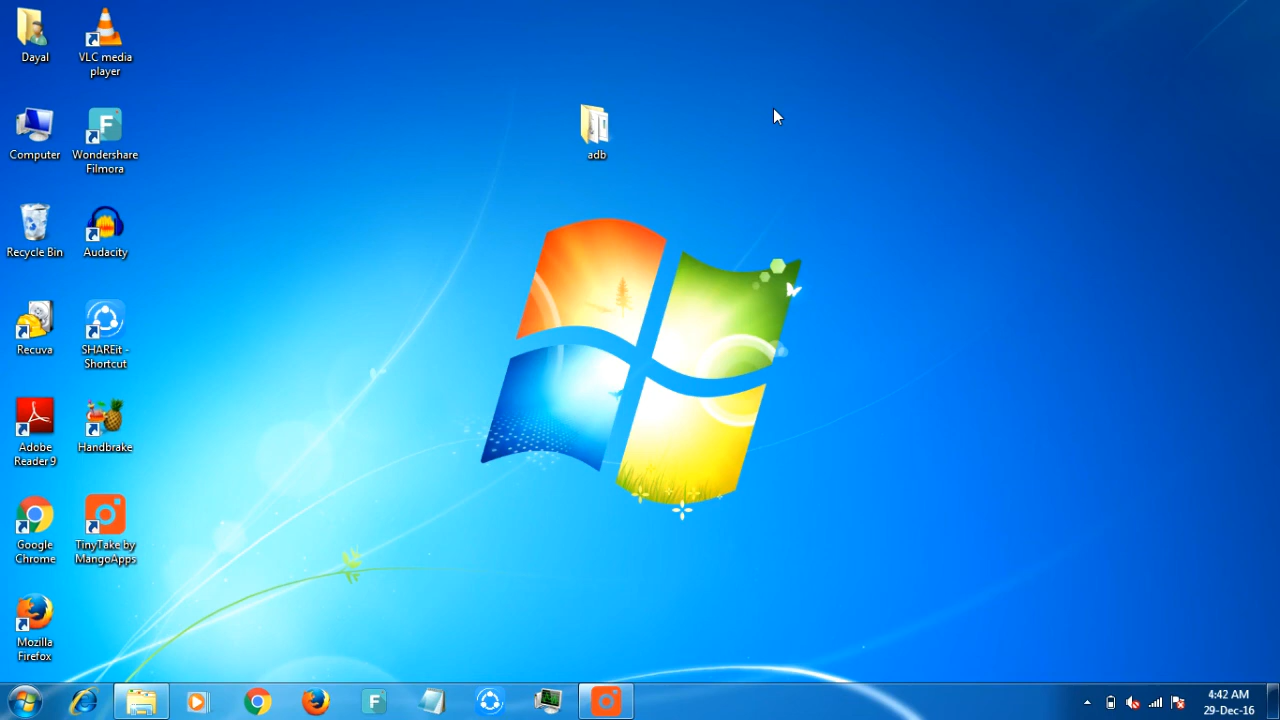 Dayal
VLC media
player
adb
Computer
Wondershare
Filmora
Recycle Bin
Audacity
Recuva
SHAREit -
Shortcut
Adobe
Reader 9
Handbrake
Google
Chrome
TinyTake by
MangoApps
Mozilla
Firefox
4:42 AM
29-Dec-16